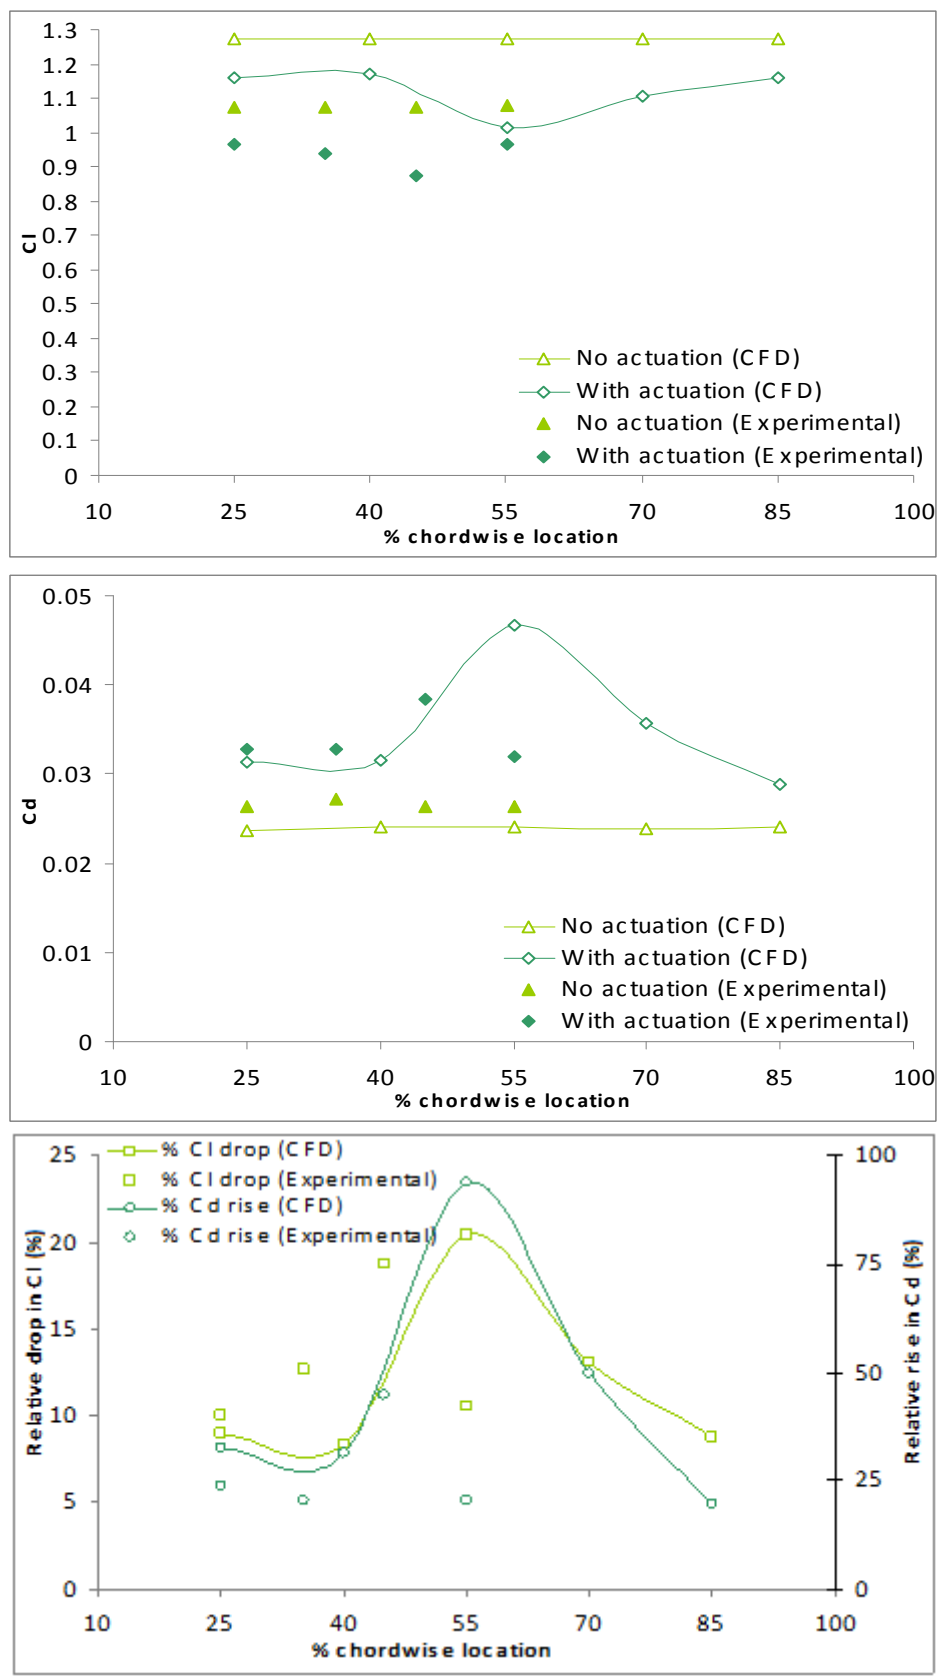 1.3
1.2
1.1
1
0.9
0.8
0.7
0.6
0.5
0.4
0.3
0.2
0.1
0
Cl
No actuation (CFD)
With actuation (CFD)
No actuation (Experimental)
With actuation (Experimental)
10 25 40 55 70 85 100
% chordwise location
0.05
0.04
0.03
0.02
0.01
0
Cd
No actuation (CFD)
With actuation (CFD)
No actuation (Experimental)
With actuation (Experimental)
10 25 40 55 70 85 100
% chordwise location
% Cl drop (CFD)
% Cl drop (Experimental)
% Cd rise (CFD)
% Cd rise (Experimental)
25
20
15
10
5
0
Relative drop in Cl (%)
100
75
50
25
0
Relative rise in Cd (%)
10 25 40 55 70 85 100
% chordwise location